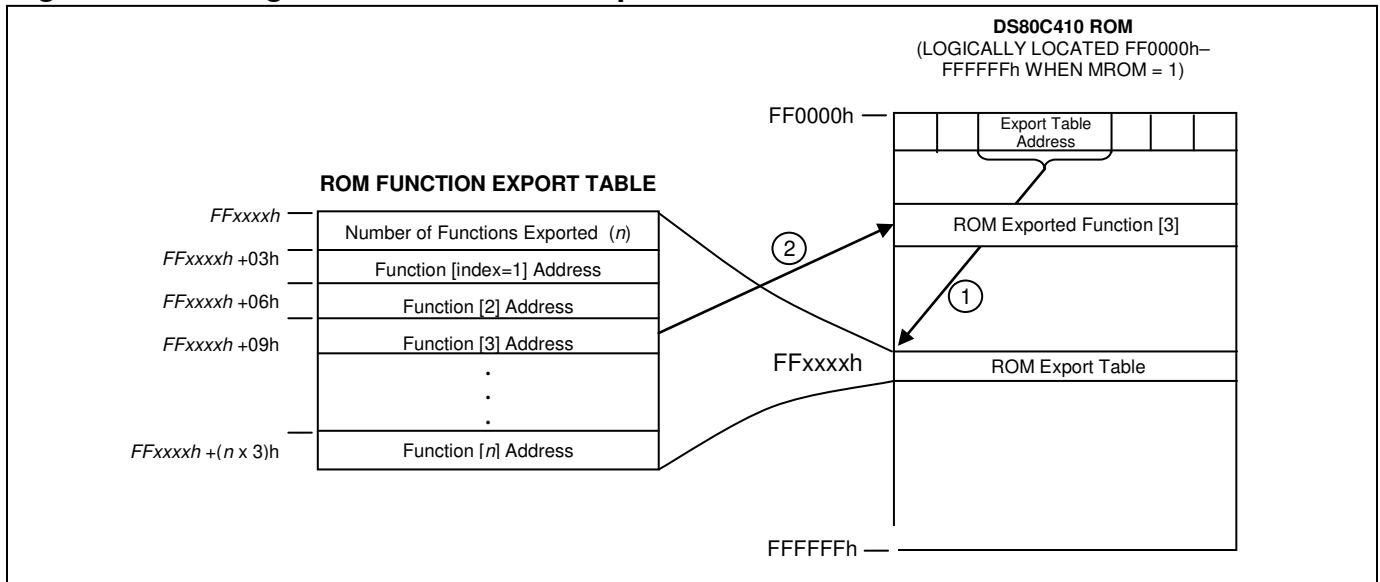 DS80C410 ROM
(LOGICALLY LOCATED FF0000h–
FFFFFFh WHEN MROM = 1)
FF0000h
Export Table
Address
ROM FUNCTION EXPORT TABLE
FFxxxxh
Number of Functions Exported (n)
ROM Exported Function [3]
2
FFxxxxh +03h
Function [index=1] Address
FFxxxxh +06h
Function [2] Address
1
FFxxxxh +09h
Function [3] Address
FFxxxxh
ROM Export Table
.
.
.
FFxxxxh +(n x 3)h
Function [n] Address
FFFFFFh